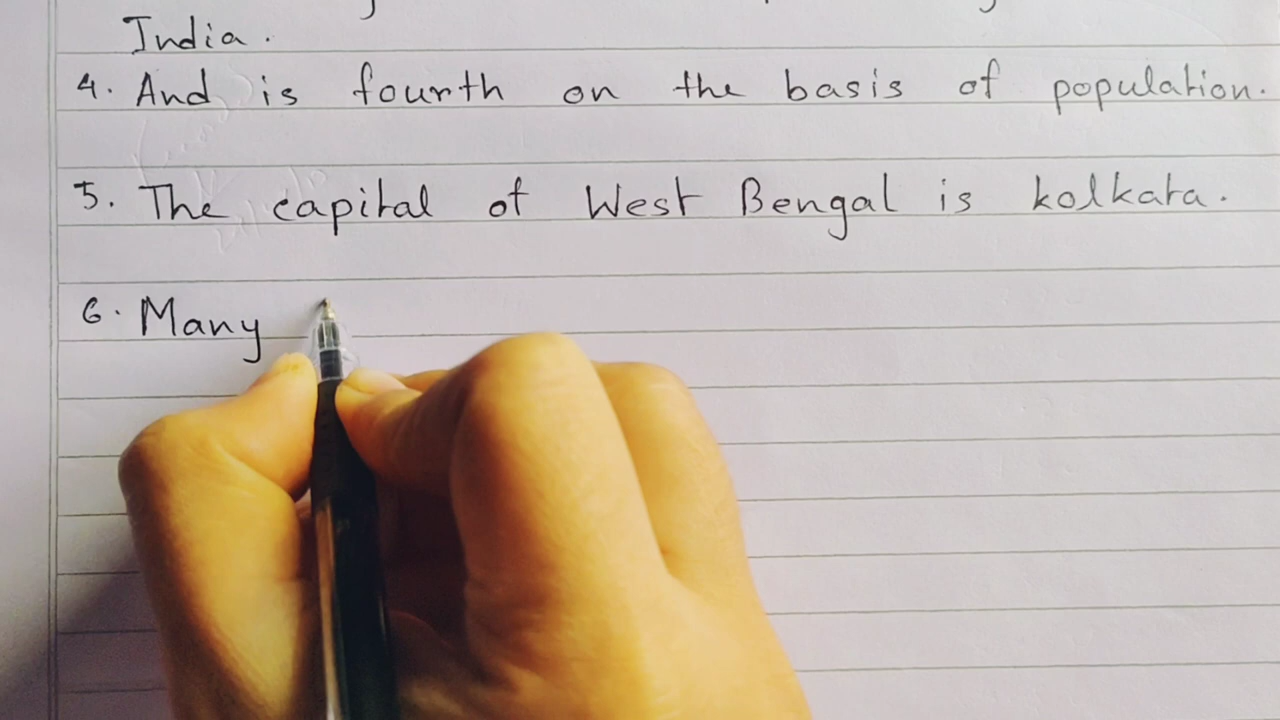 India.
4. And is fourth on the basis of population.
5. The capital of West Bengal is kolkata.
6. Many